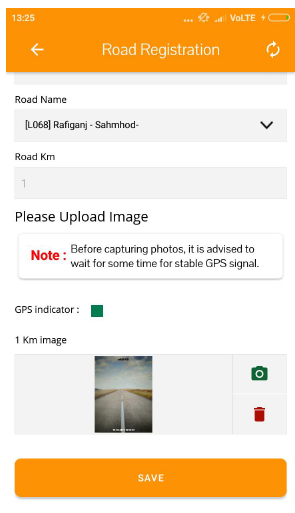 13:25
... VoLTE
Road Registration
Road Name
[L068] Rafiganj - Sahmhod-
Road Km
1
Please Upload Image
Note : Before capturing photos, it is advised to
wait for some time for stable GPS signal.
GPS indicator :
1 Km image
SAVE